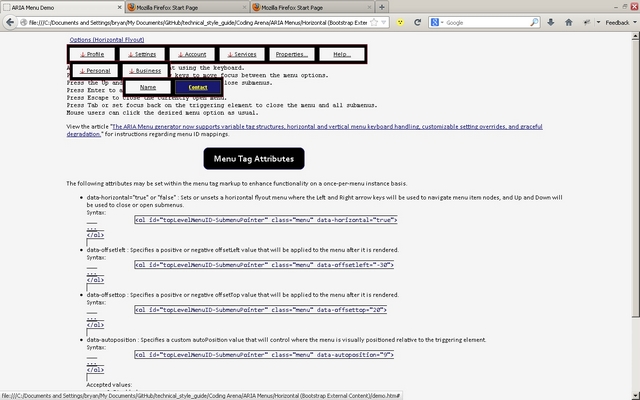 ARIA Menu Demo
Mozilla Firefox Start Page
Mozilla Firefox Start Page
file:///C:/Documents and Settings/bryan/My Documents/GitHub/technical_style_guide/Coding Arena/ARIA Menus/Horizontal (Bootstrap Exter
Google
Options (Horizontal Flyout)
Profile Settings Account Services Properties... Help...
Personal Business
Name Contact
using the keyboard.
keys to move focus between the menu options.
Press the Up and close submenus.
Press Enter to a
Press Escape to close the currently open menu.
Press Tab or set focus back on the triggering element to close the menu and all submenus.
Mouse users can click the desired menu option as usual.
View the article "The ARIA Menu generator now supports variable tag structures, horizontal and vertical menu keyboard handling, customizable setting overrides, and graceful
degradation." for instructions regarding menu ID mappings.
Menu Tag Attributes
The following attributes may be set within the menu tag markup to enhance functionality on a once-per-menu instance basis.
• data-horizontal="true" or "false" : Sets or unsets a horizontal flyout menu where the Left and Right arrow keys will be used to navigate menu item nodes, and Up and Down will
be used to close or open submenus.
Syntax:
<ol id="topLevelMenuID-SubmenuPointer" class="menu" data-horizontal="true">
...
</ol>
• data-offsetleft : Specifies a positive or negative offsetLeft value that will be applied to the menu after it is rendered.
Syntax:
<ol id="topLevelMenuID-SubmenuPointer" class="menu" data-offsetleft="-30">
...
</ol>
• data-offsettop : Specifies a positive or negative offsetTop value that will be applied to the menu after it is rendered.
Syntax:
<ol id="topLevelMenuID-SubmenuPointer" class="menu" data-offsettop="20">
...
</ol>
• data-autoposition : Specifies a custom autoPosition value that will control where the menu is visually positioned relative to the triggering element.
Syntax:
<ol id="topLevelMenuID-SubmenuPointer" class="menu" data-autoposition="9">
...
</ol>
Accepted values:
file:///C:/Documents and Settings/bryan/My Documents/GitHub/technical_style_guide/Coding Arena/ARIA Menus/Horizontal (Bootstrap External Content)/demo.htm#